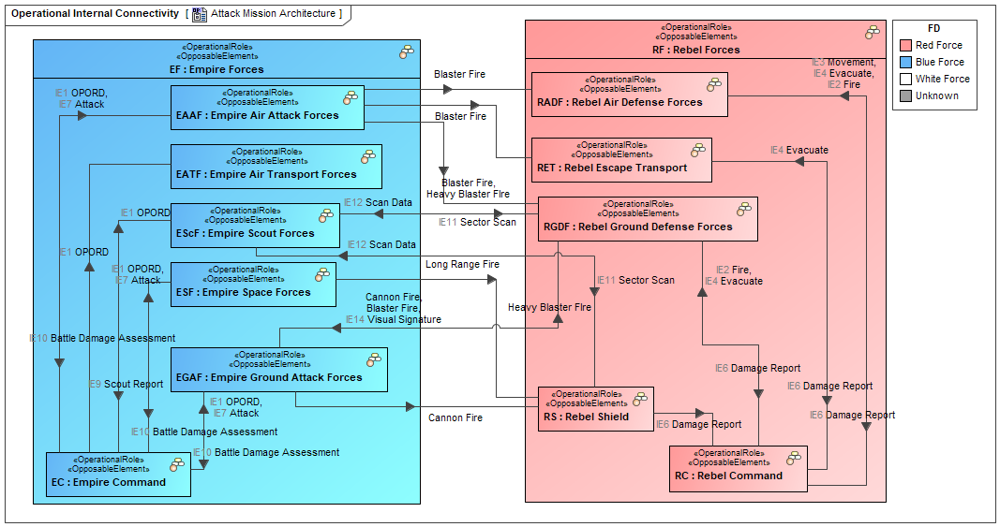 Operational Internal Connectivity [ Attack Mission Architecture ]
«OperationalRole»
«OpposableElement»
EF : Empire Forces
«OperationalRole»
«OpposableElement»
RF : Rebel Forces
FD
Red Force
Blue Force
White Force
Unknown
IE1 OPORD,
IE7 Attack
«OperationalRole»
«OpposableElement»
EAAF : Empire Air Attack Forces
Blaster Fire
Blaster Fire
«OperationalRole»
«OpposableElement»
RADF : Rebel Air Defense Forces
IE3 Movement,
IE4 Evacuate,
IE2 Fire
«OperationalRole»
«OpposableElement»
EATF : Empire Air Transport Forces
«OperationalRole»
«OpposableElement»
RET : Rebel Escape Transport
IE4 Evacuate
Blaster Fire,
Heavy Blaster FIre
IE1 OPORD
«OperationalRole»
«OpposableElement»
EScF : Empire Scout Forces
IE12 Scan Data
IE11 Sector Scan
«OperationalRole»
«OpposableElement»
RGDF : Rebel Ground Defense Forces
IE1 OPORD
IE12 Scan Data
IE1 OPORD,
IE7 Attack
«OperationalRole»
«OpposableElement»
ESF : Empire Space Forces
Long Range Fire
IE11 Sector Scan
IE2 Fire,
IE4 Evacuate
Cannon Fire,
Blaster Fire,
IE14 Visual Signature
Heavy Blaster FIre
IE10 Battle Damage Assessment
«OperationalRole»
«OpposableElement»
EGAF : Empire Ground Attack Forces
IE6 Damage Report
IE9 Scout Report
IE6 Damage Report
IE1 OPORD,
IE7 Attack
Cannon Fire
«OperationalRole»
«OpposableElement»
RS : Rebel Shield
IE6 Damage Report
IE6 Damage Report
IE10 Battle Damage Assessment
IE10 Battle Damage Assessment
«OperationalRole»
«OpposableElement»
EC : Empire Command
«OperationalRole»
«OpposableElement»
RC : Rebel Command